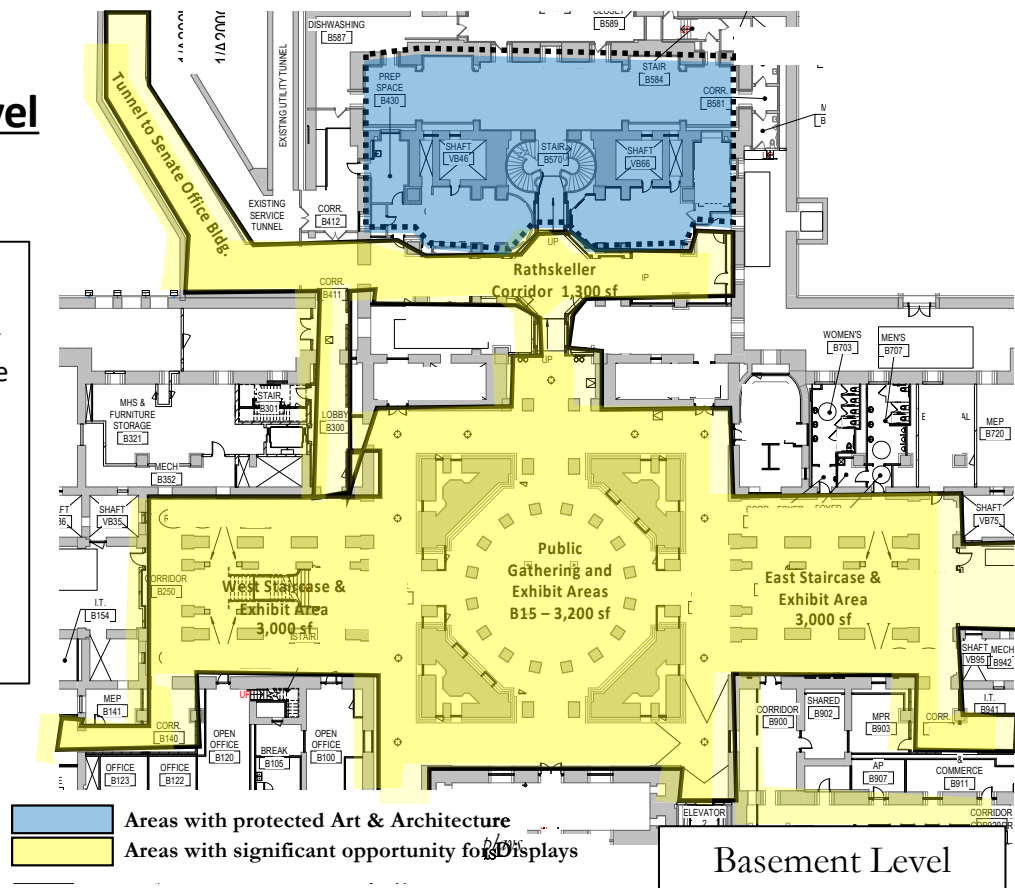 DISHWASHING
B587
B589
EXISTING UTILITY TUNNEL
PREP
SPACE
B430
STAIR
B584
CORR.
B581
Tunnel to Senate Office Bldg.
SHAFT
VB46
STAIR
B570
SHAFT
VB66
EXISTING
SERVICE
TUNNEL
CORR.
B412
UP
Rathskeller
Corridor 1,300 sf
CORR.
B411
UP
WOMEN'S
B703
MEN'S
B707
MHS &
FURNITURE
STORAGE
B321
STAIR
B301
LOBBY
B300
MEP
B720
MECH
B352
SHAFT
VB35
SHAFT
VB75
CORRIDOR
B250
West Staircase &
Exhibit Area
3,000 sf
STAIR
Public
Gathering and
Exhibit Areas
B15 – 3,200 sf
East Staircase &
Exhibit Area
3,000 sf
I.T.
B154
SHAFT
VB95
MECH
B942
MEP
B141
CORR.
B140
I.T.
B941
OPEN
OFFICE
B120
BREAK
B105
OPEN
OFFICE
B100
CORRIDOR
B900
SHARED
B902
MPR
B903
CORR.
OFFICE
B123
OFFICE
B122
AP
B907
&
COMMERCE
B911
ELEVATOR
2
CORRIDOR
Areas with protected Art & Architecture
Areas with significant opportunity for Displays
Basement Level